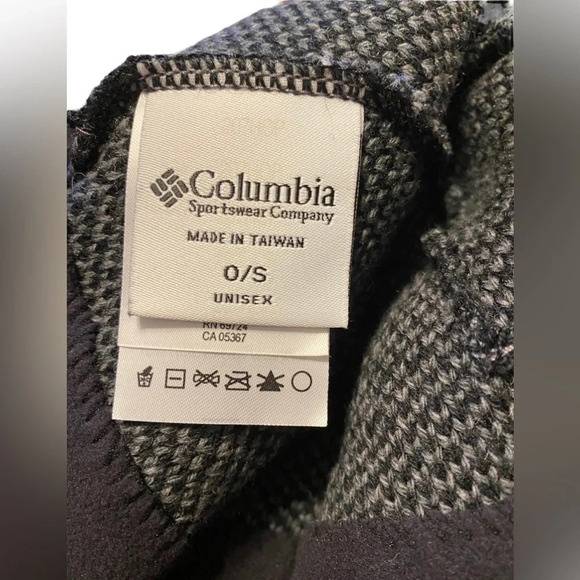 Columbia
Sportswear Company
MADE IN TAIWAN
O/S
UNISEX
RN 69724
CA 05367